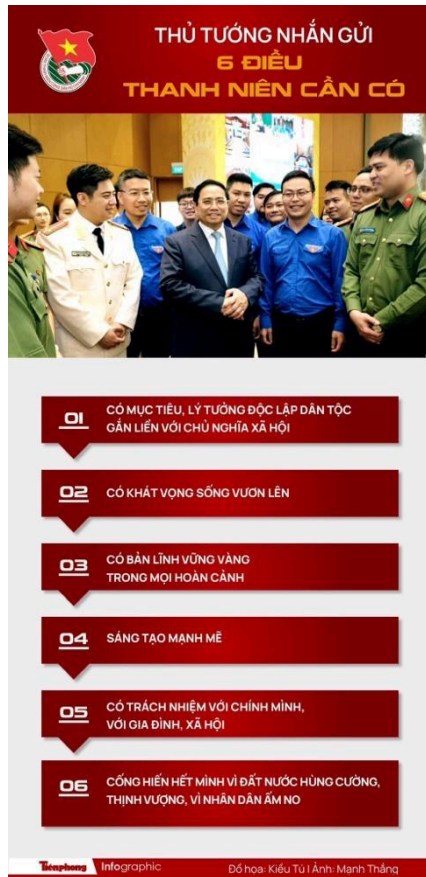 THỦ TƯỚNG NHẮN GỬI
6 ĐIỀU
THANH NIÊN CẦN CÓ
01
CÓ MỤC TIÊU, LÝ TƯỞNG ĐỘC LẬP DÂN TỘC
GẮN LIỀN VỚI CHỦ NGHĨA XÃ HỘI
02
CÓ KHÁT VỌNG SỐNG VƯƠN LÊN
03
CÓ BẢN LĨNH VỮNG VÀNG
TRONG MỌI HOÀN CẢNH
04
SÁNG TẠO MẠNH MẼ
05
CÓ TRÁCH NHIỆM VỚI CHÍNH MÌNH,
VỚI GIA ĐÌNH, XÃ HỘI
06
CỐNG HIẾN HẾT MÌNH VÌ ĐẤT NƯỚC HÙNG CƯỜNG,
THỊNH VƯỢNG, VÌ NHÂN DÂN ẤM NO
Tiềnphong Infographic Đồ họa: Kiều Tú I Ảnh: Mạnh Thắng